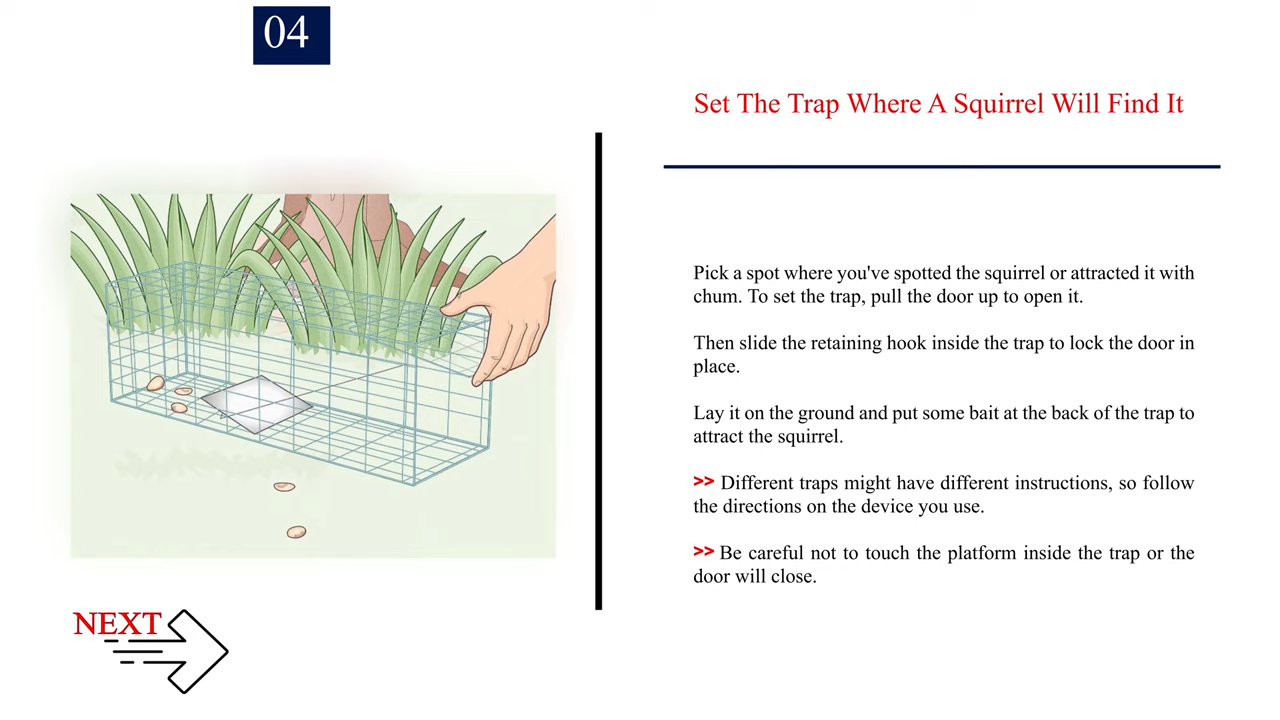 04
Set The Trap Where A Squirrel Will Find It
Pick a spot where you've spotted the squirrel or attracted it with
chum. To set the trap, pull the door up to open it.
Then slide the retaining hook inside the trap to lock the door in
place.
Lay it on the ground and put some bait at the back of the trap to
attract the squirrel.
>> Different traps might have different instructions, so follow
the directions on the device you use.
>> Be careful not to touch the platform inside the trap or the
door will close.
NEXT